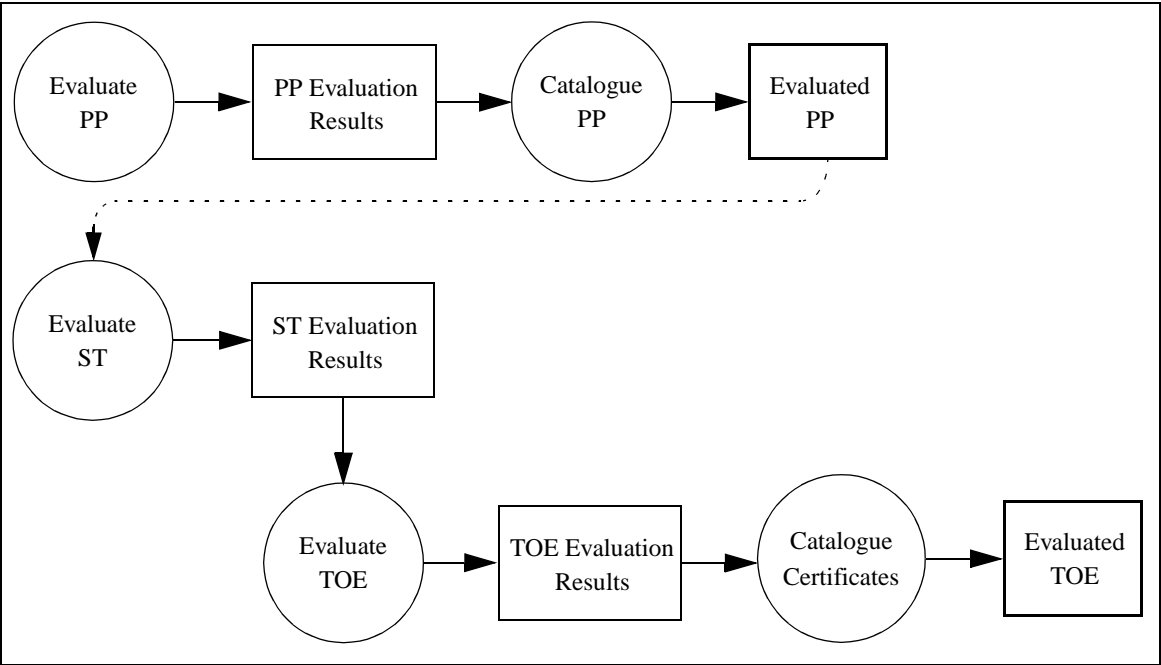 Evaluate
PP
PP Evaluation
Results
Catalogue
PP
Evaluated
PP
Evaluate
ST
ST Evaluation
Results
Evaluate
TOE
TOE Evaluation
Results
Catalogue
Certificates
Evaluated
TOE